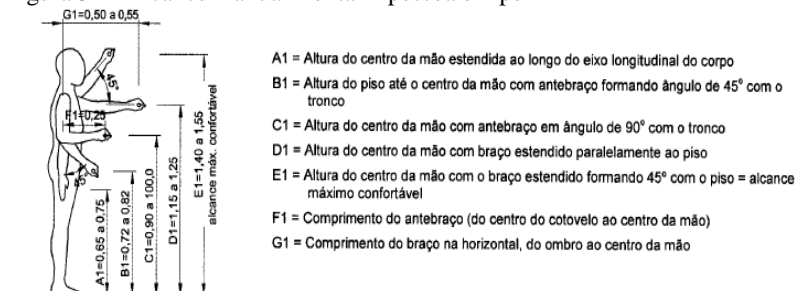 G1=0,50 a 0,55
45°
F1=0,25
45°
A1=0,65 a 0,75
B1=0,72 a 0,82
C1=0,90 a 100,0
D1=1,15 a 1,25
E1=1,40 a 1,55
alcance máx. confortável
A1 = Altura do centro da mão estendida ao longo do eixo longitudinal do corpo
B1 = Altura do piso até o centro da mão com antebraço formando ângulo de 45º com o
tronco
C1 = Altura do centro da mão com antebraço em ângulo de 90º com o tronco
D1 = Altura do centro da mão com braço estendido paralelamente ao piso
E1 = Altura do centro da mão com o braço estendido formando 45º com o piso = alcance
máximo confortável
F1 = Comprimento do antebraço (do centro do cotovelo ao centro da mão)
G1 = Comprimento do braço na horizontal, do ombro ao centro da mão